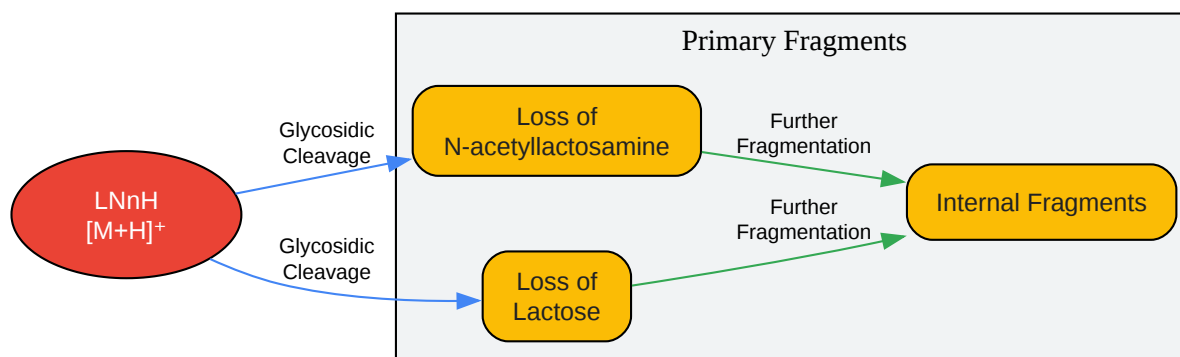 Primary Fragments
Glycosidic
Cleavage
Loss of
N-acetyllactosamine
Further
Fragmentation
LNnH
[M+H]⁺
Internal Fragments
Glycosidic
Cleavage
Loss of
Lactose
Further
Fragmentation